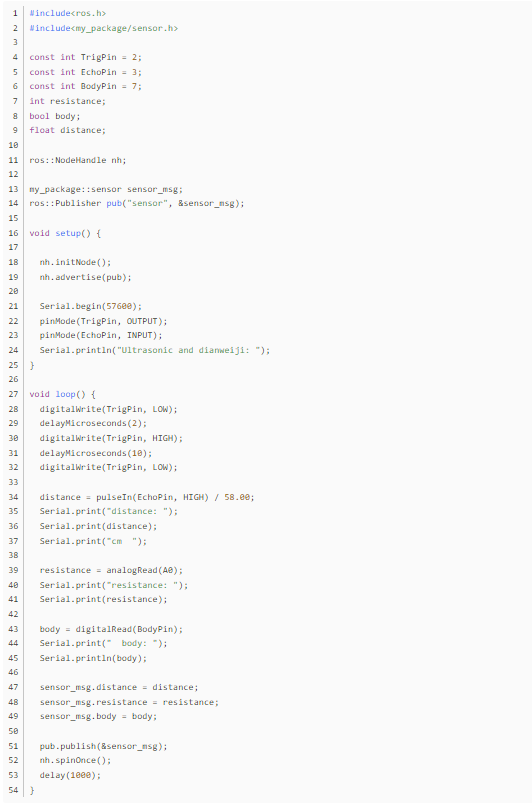 1 #include<ros.h>
2 #include<my_package/sensor.h>
3
4 const int TrigPin = 2;
5 const int EchoPin = 3;
6 const int BodyPin = 7;
7 int resistance;
8 bool body;
9 float distance;
10
11 ros::NodeHandle nh;
12
13 my_package::sensor sensor_msg;
14 ros::Publisher pub("sensor", &sensor_msg);
15
16 void setup() {
17
18   nh.initNode();
19   nh.advertise(pub);
20
21   Serial.begin(57600);
22   pinMode(TrigPin, OUTPUT);
23   pinMode(EchoPin, INPUT);
24   Serial.println("Ultrasonic and dianweiji: ");
25 }
26
27 void loop() {
28   digitalWrite(TrigPin, LOW);
29   delayMicroseconds(2);
30   digitalWrite(TrigPin, HIGH);
31   delayMicroseconds(10);
32   digitalWrite(TrigPin, LOW);
33
34   distance = pulseIn(EchoPin, HIGH) / 58.00;
35   Serial.print("distance: ");
36   Serial.print(distance);
37   Serial.print("cm  ");
38
39   resistance = analogRead(A0);
40   Serial.print("resistance: ");
41   Serial.print(resistance);
42
43   body = digitalRead(BodyPin);
44   Serial.print("  body: ");
45   Serial.println(body);
46
47   sensor_msg.distance = distance;
48   sensor_msg.resistance = resistance;
49   sensor_msg.body = body;
50
51   pub.publish(&sensor_msg);
52   nh.spinOnce();
53   delay(1000);
54 }